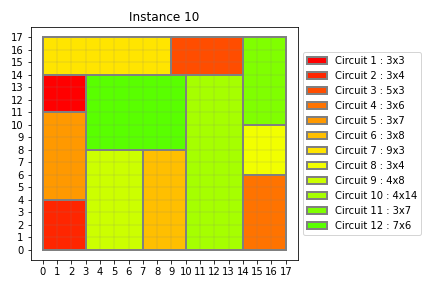 Instance 10
17
16
15
14
13
12
11
10
9
8
7
6
5
4
3
2
1
0
0 1 2 3 4 5 6 7 8 9 10 11 12 13 14 15 16 17
Circuit 1 : 3x3
Circuit 2 : 3x4
Circuit 3 : 5x3
Circuit 4 : 3x6
Circuit 5 : 3x7
Circuit 6 : 3x8
Circuit 7 : 9x3
Circuit 8 : 3x4
Circuit 9 : 4x8
Circuit 10 : 4x14
Circuit 11 : 3x7
Circuit 12 : 7x6